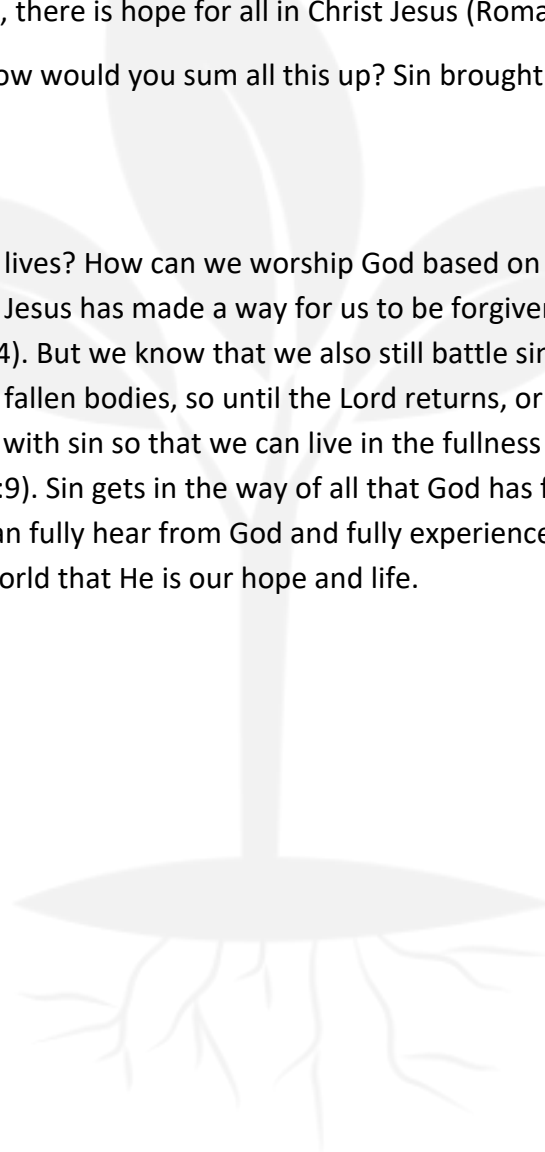 , there is hope for all in Christ Jesus (Roma
ow would you sum all this up? Sin brought
lives? How can we worship God based on
Jesus has made a way for us to be forgiven
4). But we know that we also still battle sin
fallen bodies, so until the Lord returns, or
with sin so that we can live in the fullness
:9). Sin gets in the way of all that God has f
an fully hear from God and fully experience
orld that He is our hope and life.